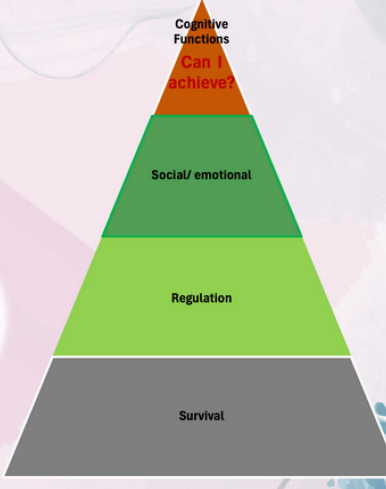 Cognitive
Functions
Can I
achieve?
Social/ emotional
Regulation
Survival